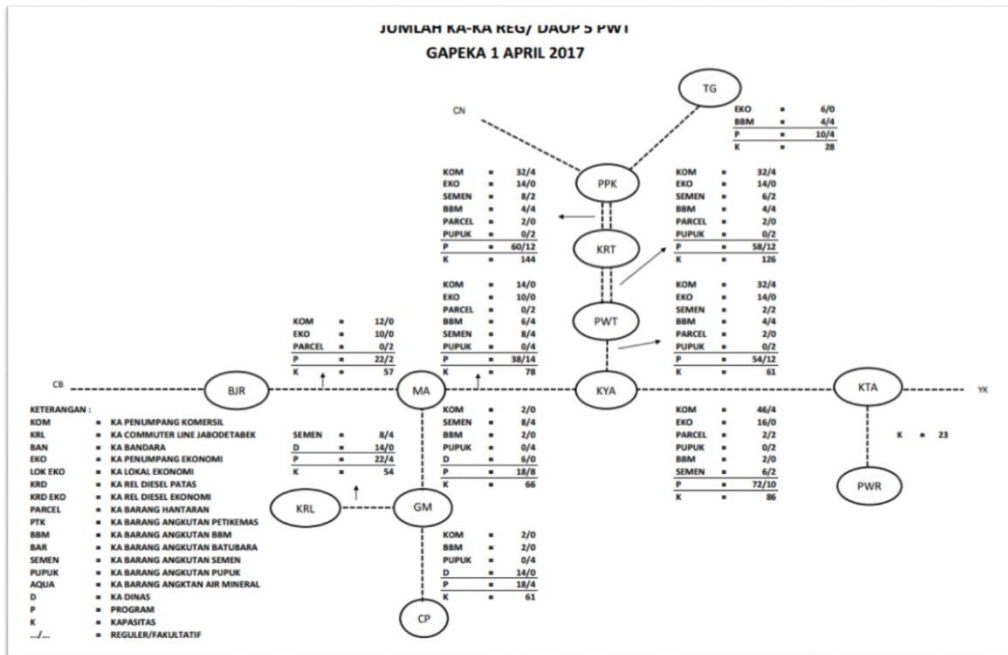 JUMLAH KA-KA REG/ DAOP 5 PWT
GAPEKA 1 APRIL 2017
TG
CN
EKO = 6/0
BBM = 4/4
P = 10/4
K = 28
PPK
KOM = 32/4
EKO = 14/0
SEMEN = 8/2
BBM = 4/4
PARCEL = 2/0
PUPUK = 0/2
P = 60/12
K = 144
KOM = 32/4
EKO = 14/0
SEMEN = 6/2
BBM = 4/4
PARCEL = 2/0
PUPUK = 0/2
P = 58/12
K = 126
KRT
KOM = 14/0
EKO = 10/0
PARCEL = 0/2
BBM = 6/4
SEMEN = 8/4
PUPUK = 0/4
P = 38/14
K = 78
KOM = 32/4
EKO = 14/0
SEMEN = 2/2
BBM = 4/4
PARCEL = 2/0
PUPUK = 0/2
P = 54/12
K = 61
PWT
KOM = 12/0
EKO = 10/0
PARCEL = 0/2
P = 22/2
K = 57
CB
BJR
MA
KYA
KTA
YK
KETERANGAN :
KOM = KA PENUMPANG KOMERSIL
KRL = KA COMMUTER LINE JABODETABEK
BAN = KA BANDARA
EKO = KA PENUMPANG EKONOMI
LOK EKO = KA LOKAL EKONOMI
KRD = KA REL DIESEL PATAS
KRD EKO = KA REL DIESEL EKONOMI
PARCEL = KA BARANG HANTARAN
PTK = KA BARANG ANGKUTAN PETIKEMAS
BBM = KA BARANG ANGKUTAN BBM
BAR = KA BARANG ANGKUTAN BATUBARA
SEMEN = KA BARANG ANGKUTAN SEMEN
PUPUK = KA BARANG ANGKUTAN PUPUK
AQUA = KA BARANG ANGKTAN AIR MINERAL
D = KA DINAS
P = PROGRAM
K = KAPASITAS
.../... = REGULER/FAKULTATIF
SEMEN = 8/4
D = 14/0
P = 22/4
K = 54
KOM = 2/0
SEMEN = 8/4
BBM = 2/0
PUPUK = 0/4
D = 6/0
P = 18/8
K = 66
KOM = 46/4
EKO = 16/0
PARCEL = 2/2
PUPUK = 0/2
BBM = 2/0
SEMEN = 6/2
P = 72/10
K = 86
K = 23
PWR
KRL
GM
KOM = 2/0
BBM = 2/0
PUPUK = 0/4
D = 14/0
P = 18/4
K = 61
CP